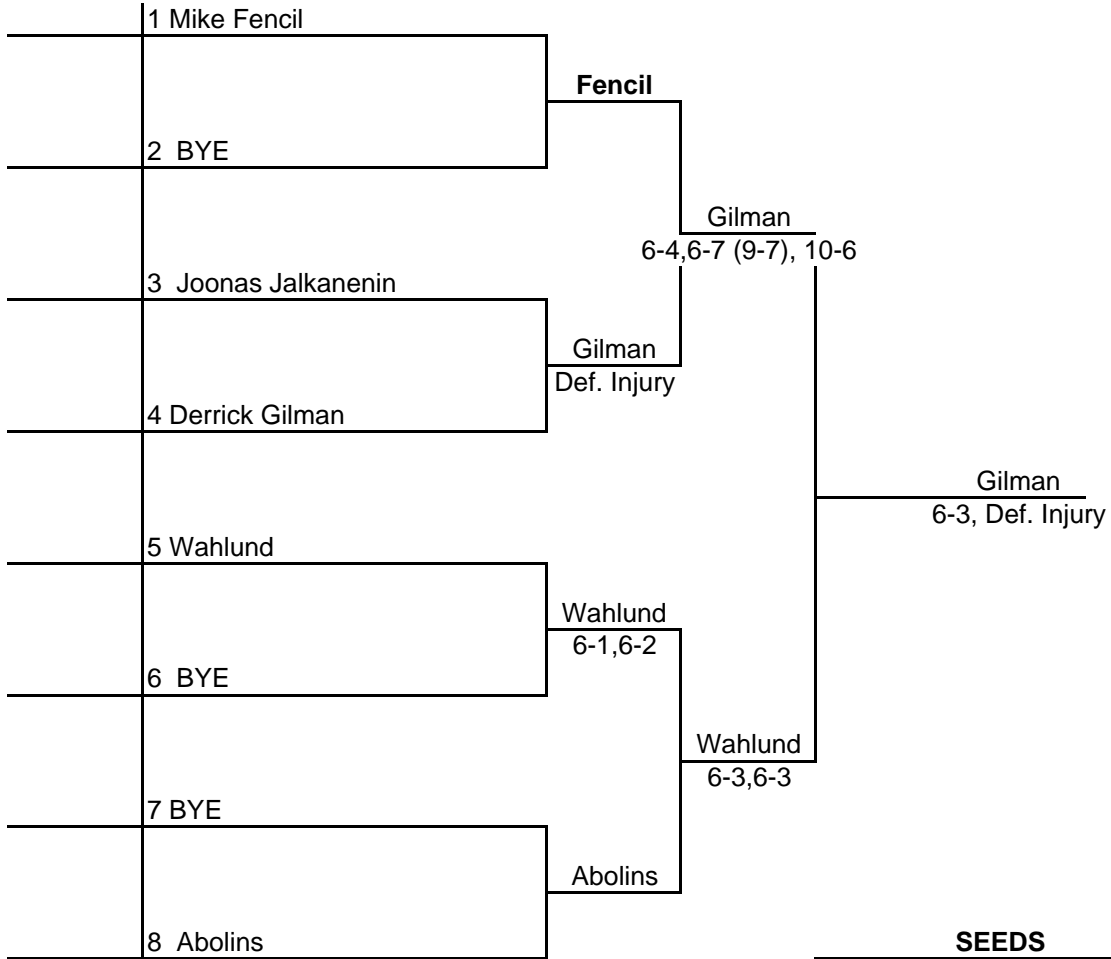 1 Mike Fencil
Fencil
2 BYE
Gilman
6-4,6-7 (9-7), 10-6
3 Joonas Jalkanenin
Gilman
Def. Injury
4 Derrick Gilman
Gilman
6-3, Def. Injury
5 Wahlund
Wahlund
6-1,6-2
6 BYE
Wahlund
6-3,6-3
7 BYE
Abolins
8 Abolins
SEEDS